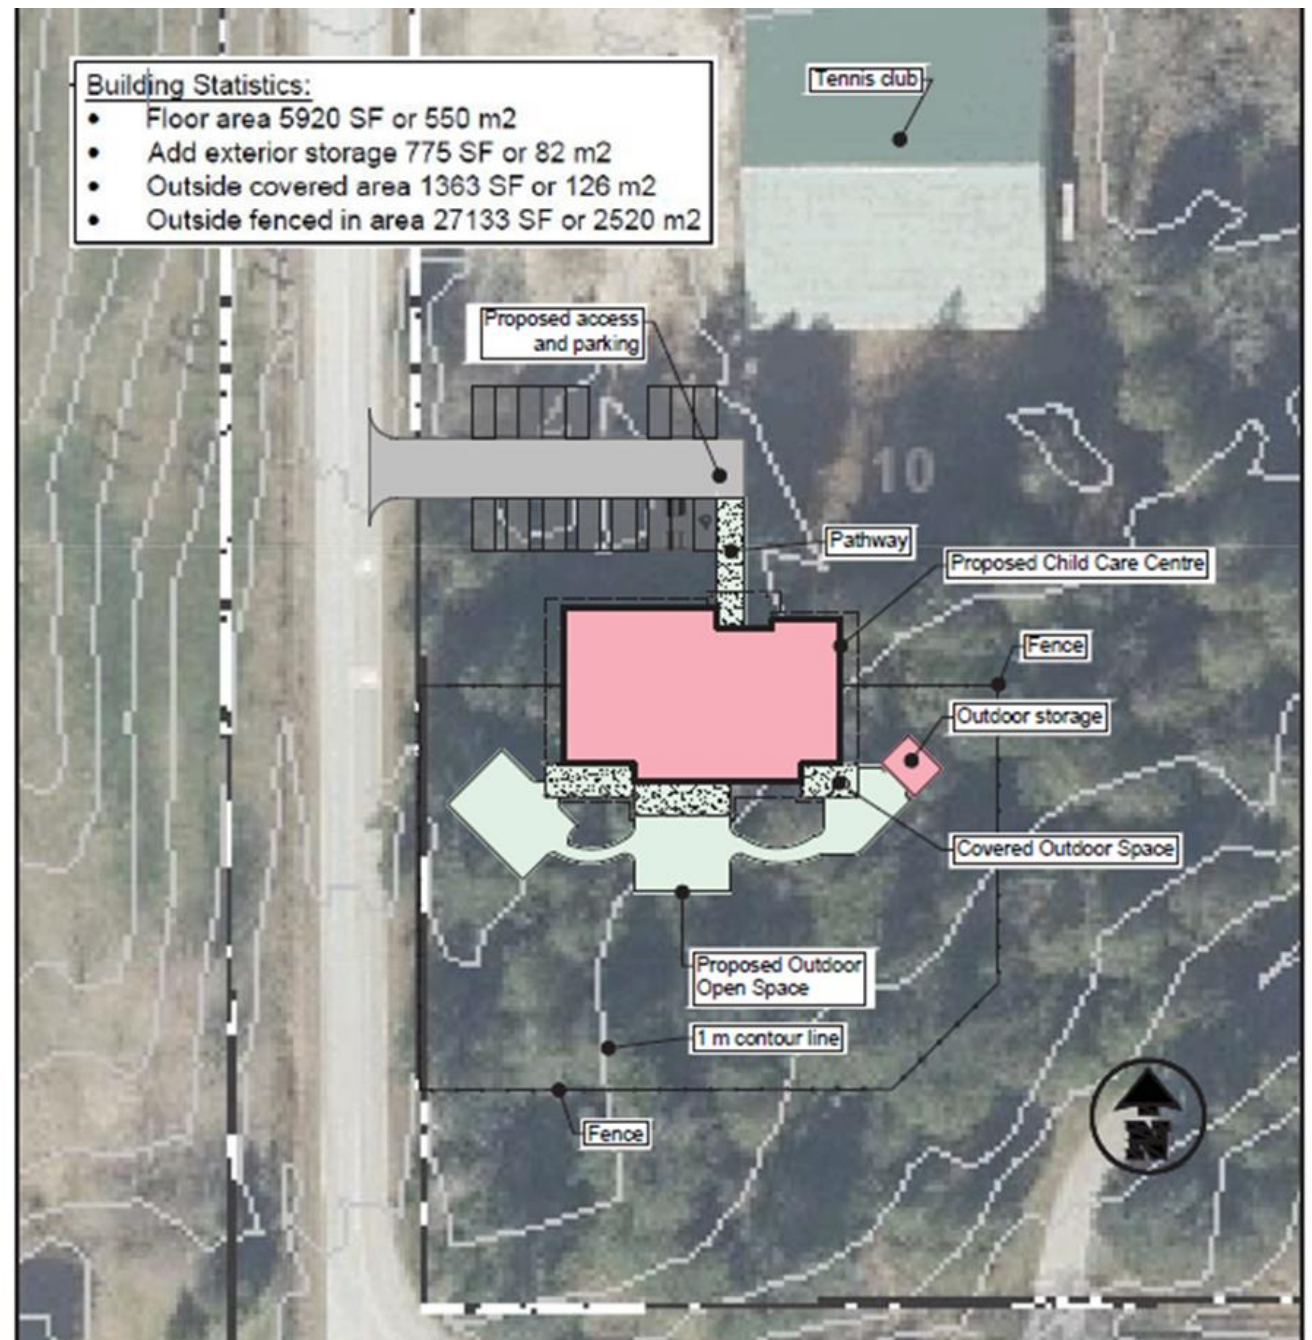 Building Statistics:
• Floor area 5920 SF or 550 m2
• Add exterior storage 775 SF or 82 m2
• Outside covered area 1363 SF or 126 m2
• Outside fenced in area 27133 SF or 2520 m2
Tennis club
Proposed access
and parking
10
Pathway
Proposed Child Care Centre
Fence
Outdoor storage
Covered Outdoor Space
Proposed Outdoor
Open Space
1 m contour line
Fence
N